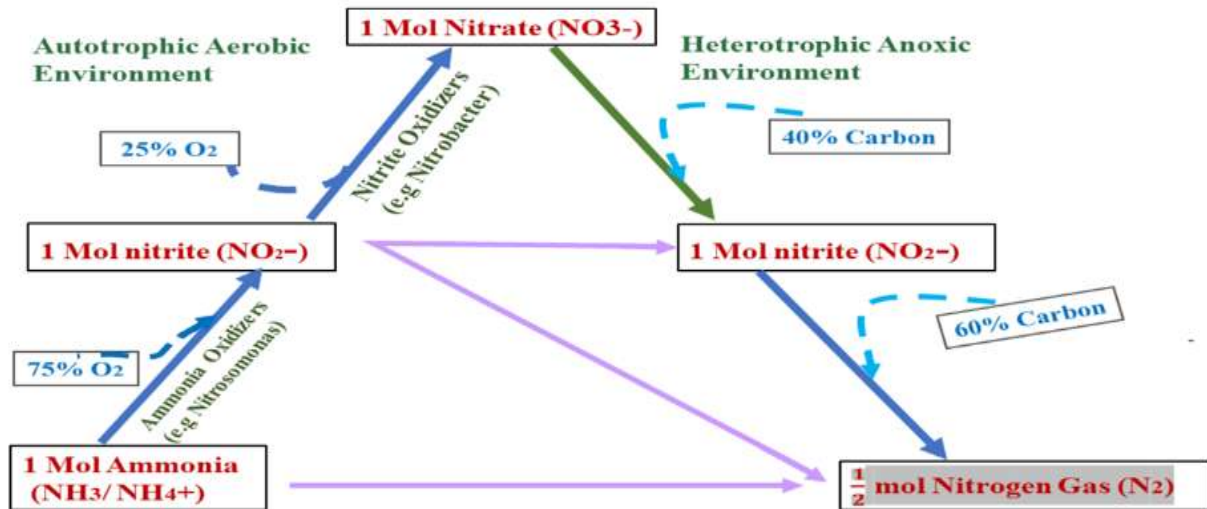 1 Mol Nitrate (NO3-)
Autotrophic Aerobic
Environment
Heterotrophic Anoxic
Environment
25% O₂
Nitrite Oxidizers
(e.g Nitrobacter)
40% Carbon
1 Mol nitrite (NO₂−)
1 Mol nitrite (NO₂−)
75% O₂
Ammonia Oxidizers
(e.g Nitrosomonas)
60% Carbon
1 Mol Ammonia
(NH₃/ NH₄+)
½ mol Nitrogen Gas (N₂)